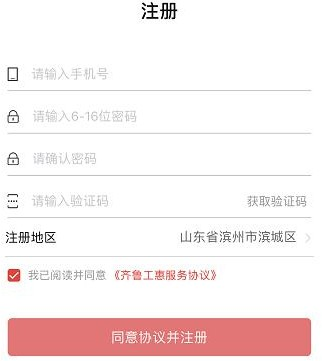 注册
请输入手机号
请输入6-16位密码
请确认密码
请输入验证码 获取验证码
注册地区 山东省滨州市滨城区
我已阅读并同意《齐鲁工惠服务协议》
同意协议并注册